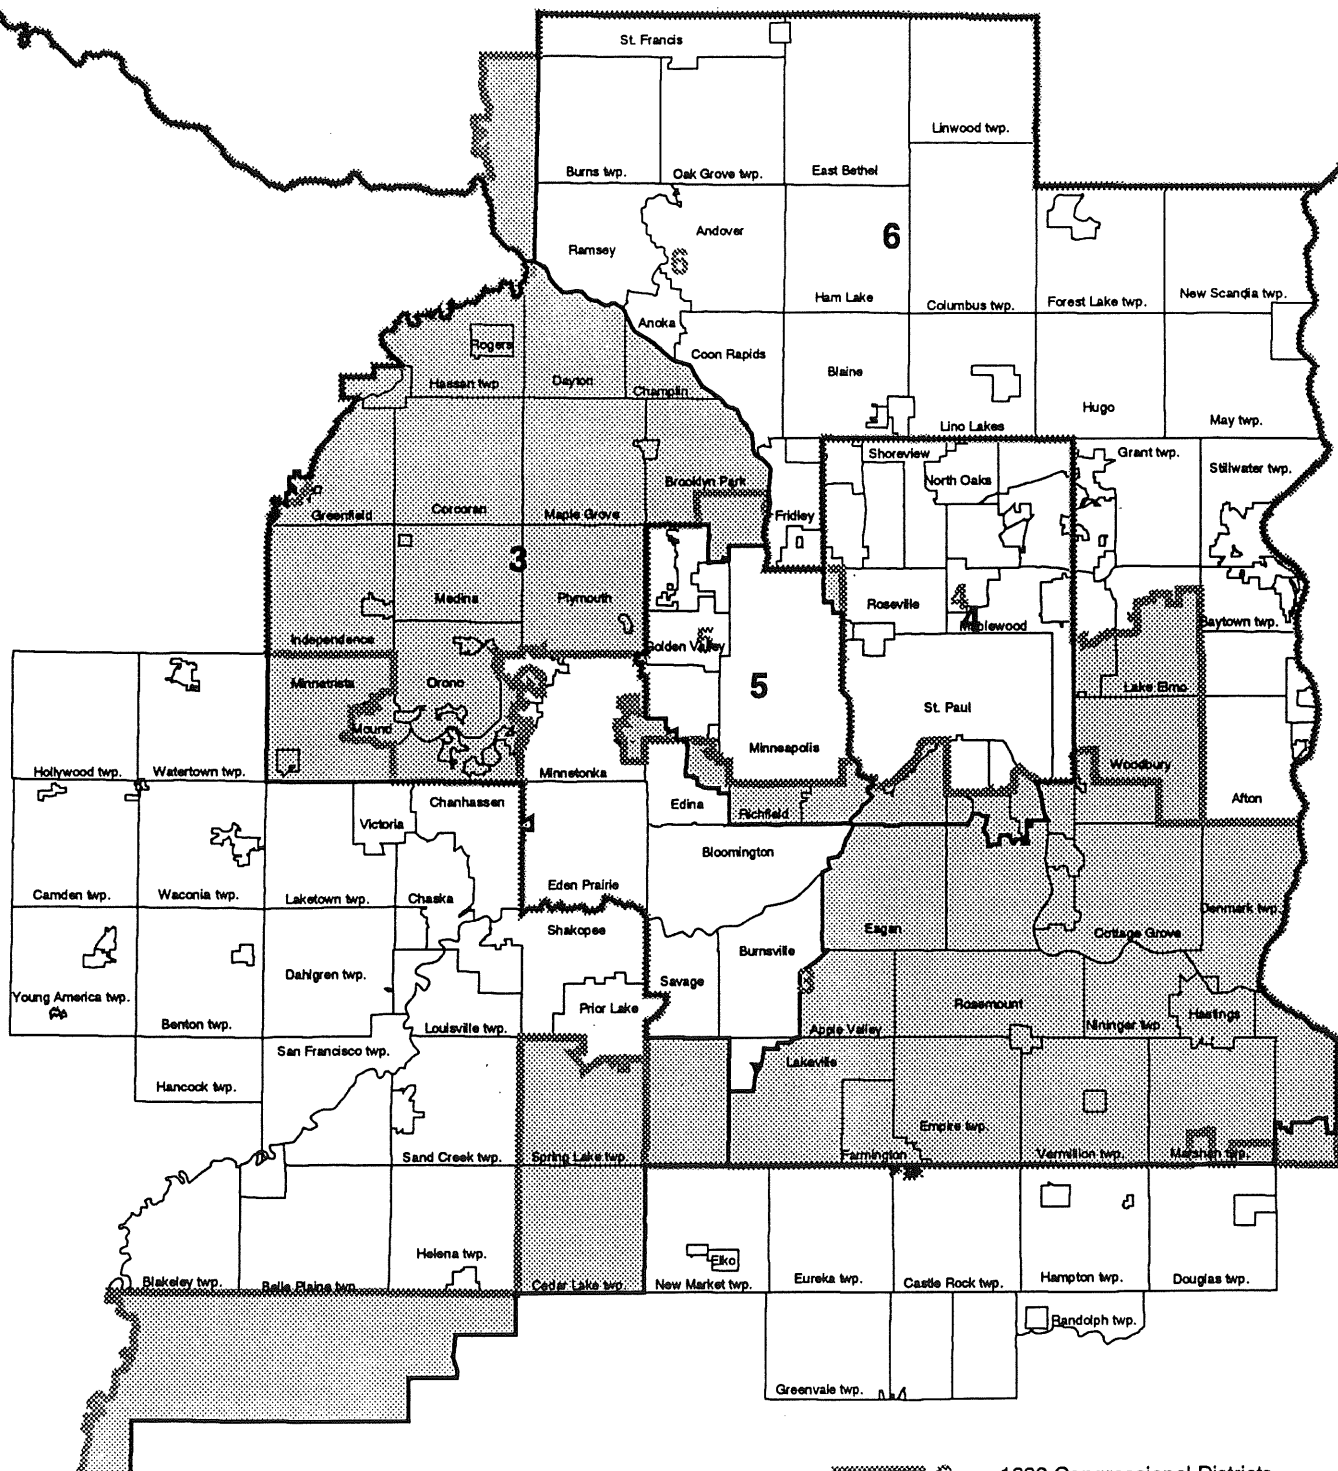 St. Francis
Linwood twp.
Burns twp.
Oak Grove twp.
East Bethel
Andover
6
Ramsey
6
Ham Lake
Columbus twp.
Forest Lake twp.
New Scandia twp.
Anoka
Rogers
Coon Rapids
Hassan twp.
Dayton
Champlin
Blaine
Hugo
Lino Lakes
May twp.
Shoreview
Grant twp.
North Oaks
Stillwater twp.
Brooklyn Park
Greenfield
Corcoran
Maple Grove
Fridley
3
Medina
Plymouth
Roseville
4
4
Maplewood
Baytown twp.
Independence
Golden Valley
5
Minnetrista
Orono
5
Lake Elmo
Mound
St. Paul
Minneapolis
Woodbury
Hollywood twp.
Watertown twp.
Minnetonka
Chanhassen
Edina
Richfield
Afton
Victoria
Bloomington
Camden twp.
Waconia twp.
Laketown twp.
Chaska
Eden Prairie
Denmark twp.
Shakopee
Eagan
Cottage Grove
Burnsville
Dahlgren twp.
Savage
3
Young America twp.
Prior Lake
Rosemount
Hastings
Benton twp.
Louisville twp.
Apple Valley
Nininger twp.
San Francisco twp.
Lakeville
Hancock twp.
Empire twp.
Sand Creek twp.
Spring Lake twp.
Farmington
Vermillion twp.
Marshan twp.
Helena twp.
Elko
Blakeley twp.
Belle Plaine twp.
Cedar Lake twp.
New Market twp.
Eureka twp.
Castle Rock twp.
Hampton twp.
Douglas twp.
Randolph twp.
Greenvale twp.
Congressional Districts